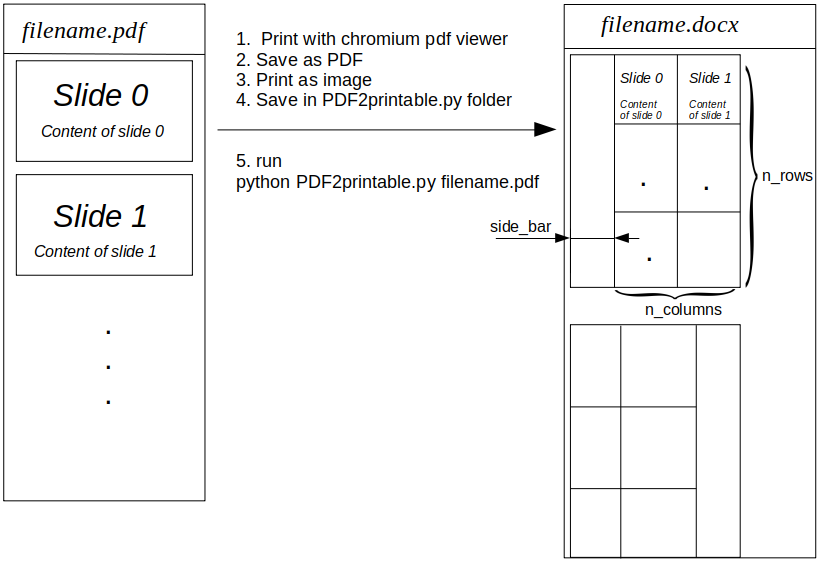 filename.pdf
Slide 0
Content of slide 0
Slide 1
Content of slide 1
.
.
.
1. Print with chromium pdf viewer
2. Save as PDF
3. Print as image
4. Save in PDF2printable.py folder
5. run
python PDF2printable.py filename.pdf
filename.docx
Slide 0
Content
of slide 0
Slide 1
Content
of slide 1
.
.
.
n_rows
side_bar
n_columns